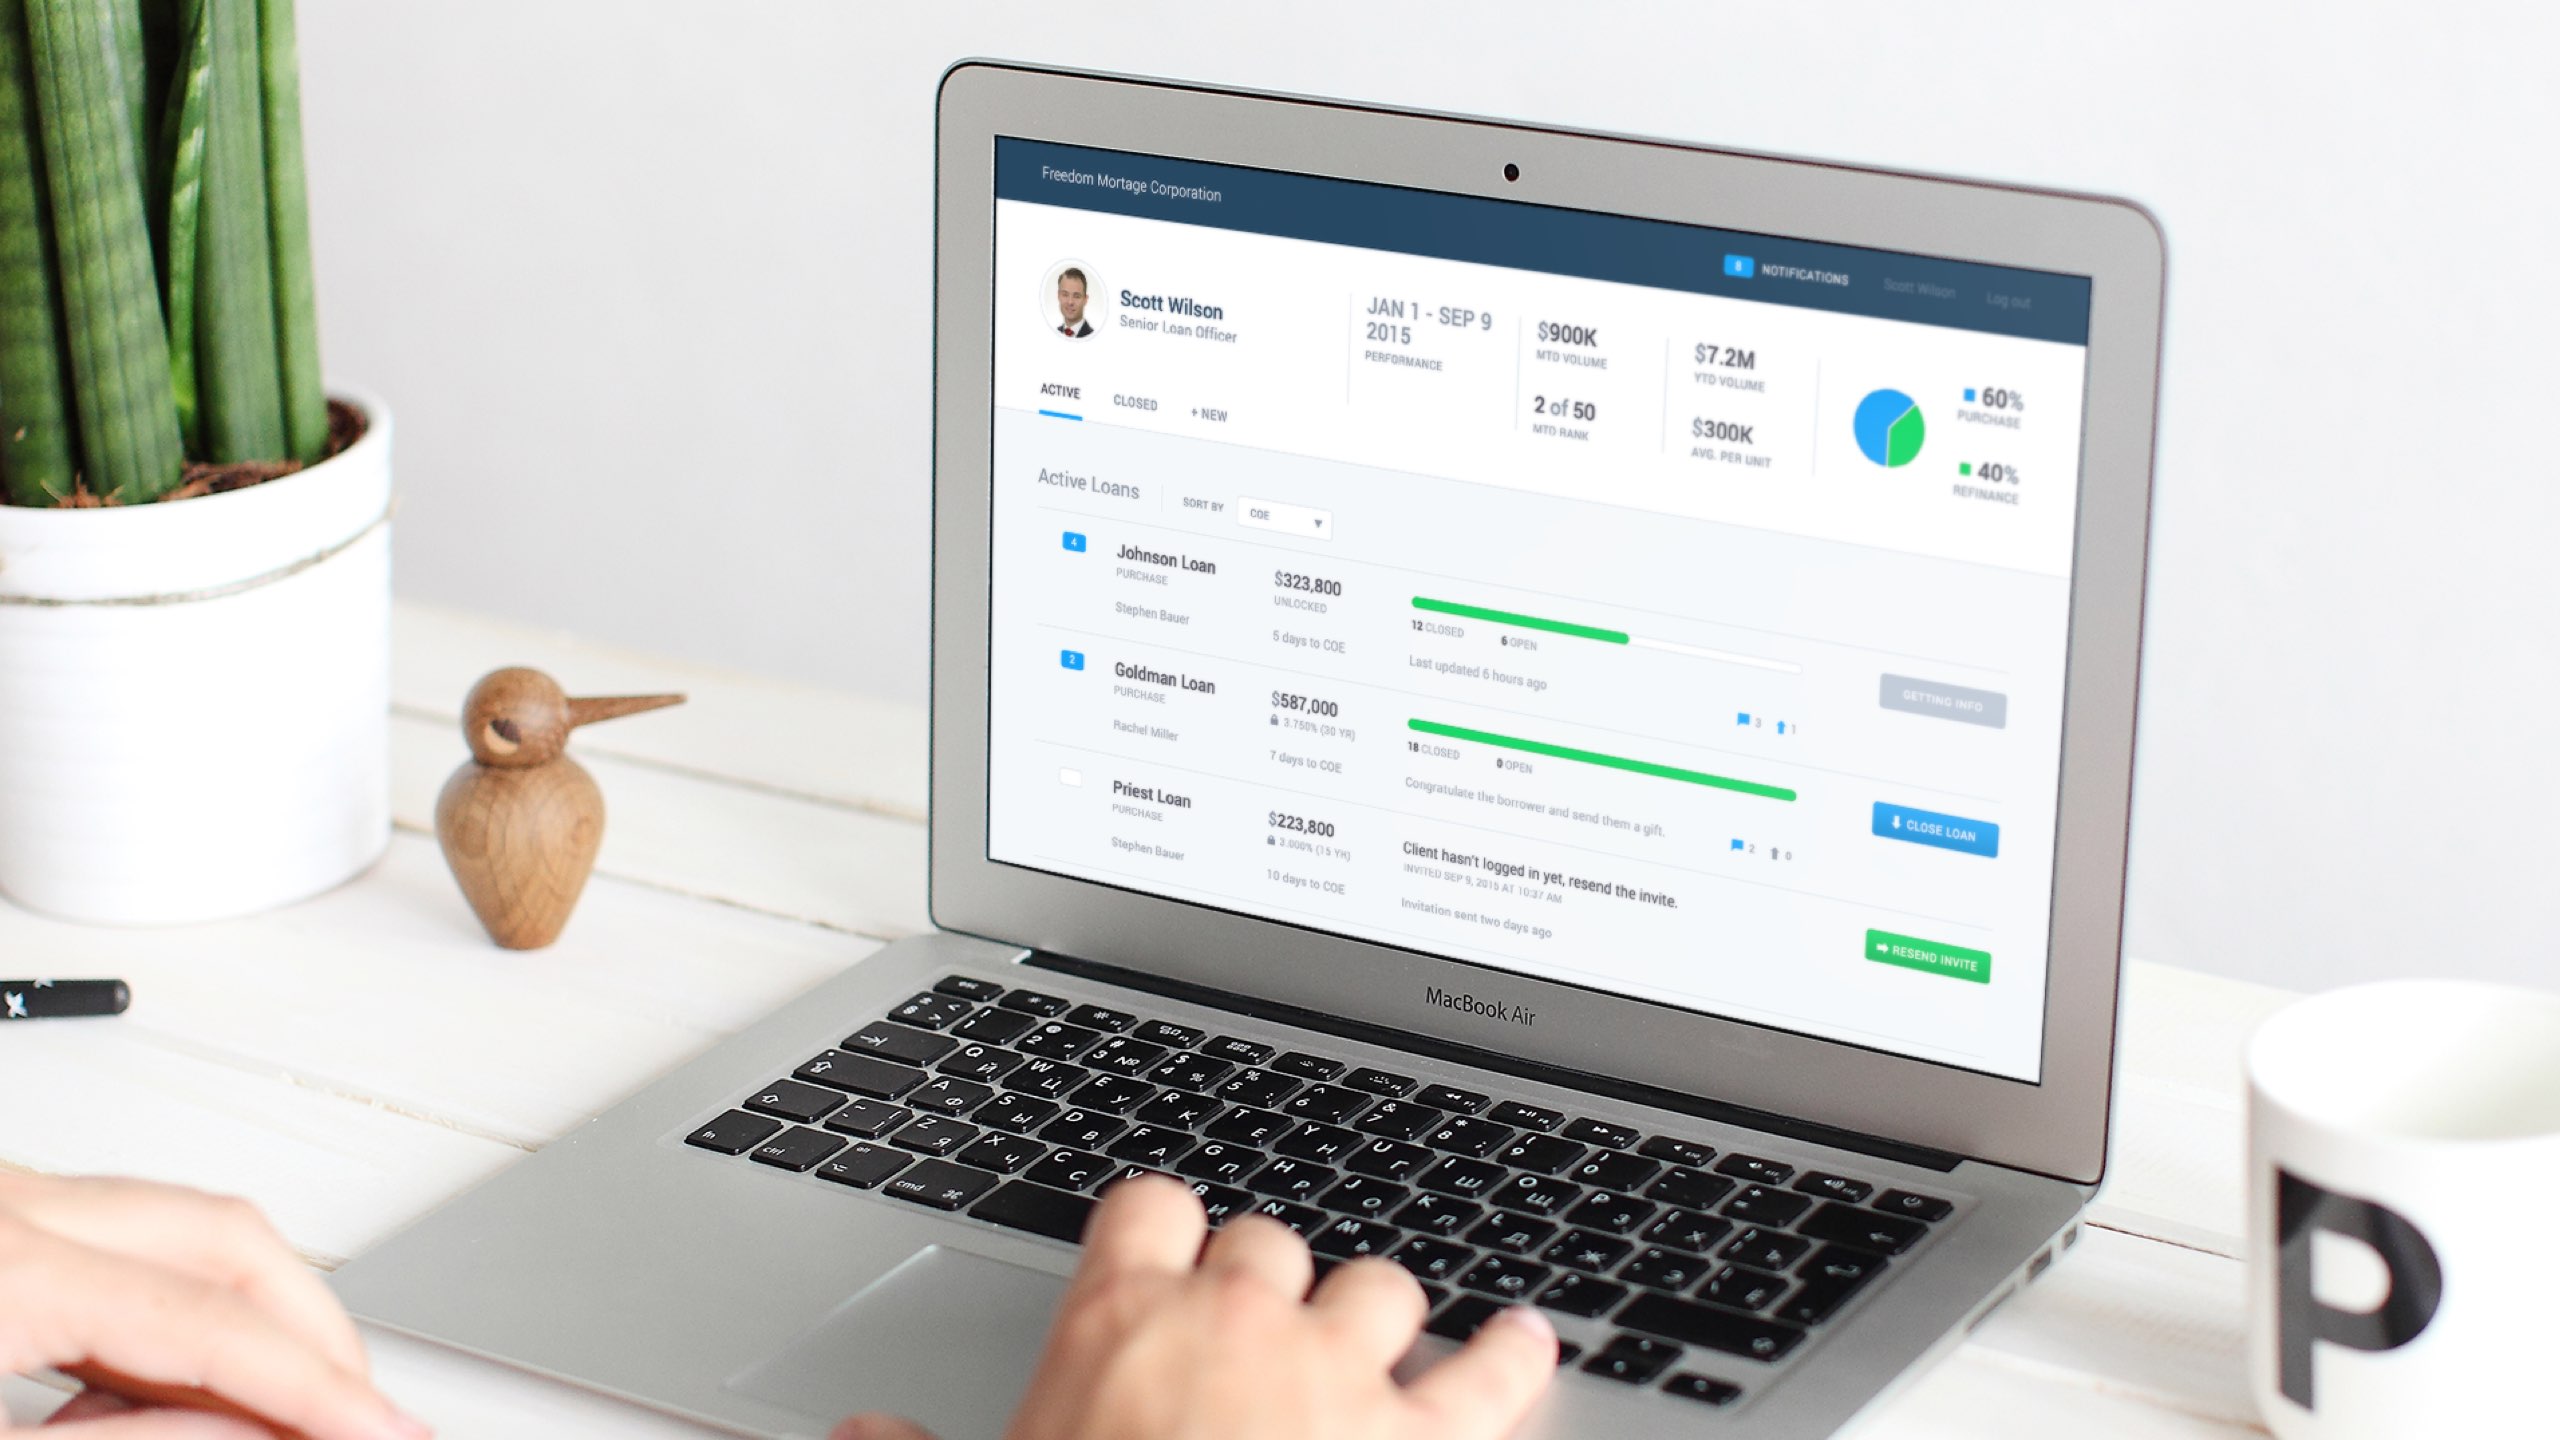 Freedom Mortage Corporation
8 NOTIFICATIONS
Scott Wilson
Log out
Scott Wilson
Senior Loan Officer
JAN 1 - SEP 9
2015
PERFORMANCE
$900K
MTD VOLUME
2 of 50
MTD RANK
$7.2M
YTD VOLUME
$300K
AVG. PER UNIT
60%
PURCHASE
40%
REFINANCE
ACTIVE
CLOSED
+ NEW
Active Loans
SORT BY
COE
4
Johnson Loan
PURCHASE
Stephen Bauer
$323,800
UNLOCKED
5 days to COE
12 CLOSED
6 OPEN
Last updated 6 hours ago
3
1
GETTING INFO
2
Goldman Loan
PURCHASE
Rachel Miller
$587,000
3.750% (30 YR)
7 days to COE
18 CLOSED
0 OPEN
Congratulate the borrower and send them a gift.
2
0
CLOSE LOAN
Priest Loan
PURCHASE
Stephen Bauer
$223,800
3.000% (15 YR)
10 days to COE
Client hasn't logged in yet, resend the invite.
INVITED SEP 9, 2015 AT 10:37 AM
Invitation sent two days ago
RESEND INVITE
MacBook Air
P